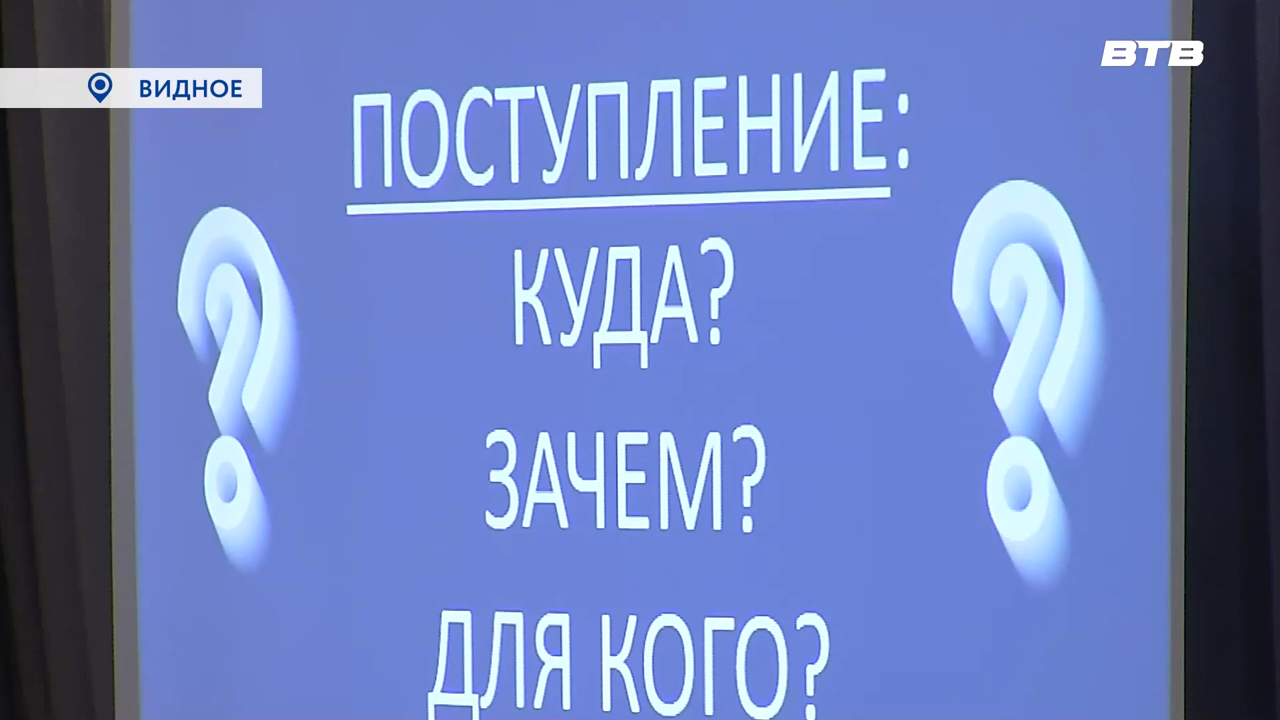 ВТВ
ВИДНОЕ
ПОСТУПЛЕНИЕ:
КУДА?
ЗАЧЕМ?
ДЛЯ КОГО?